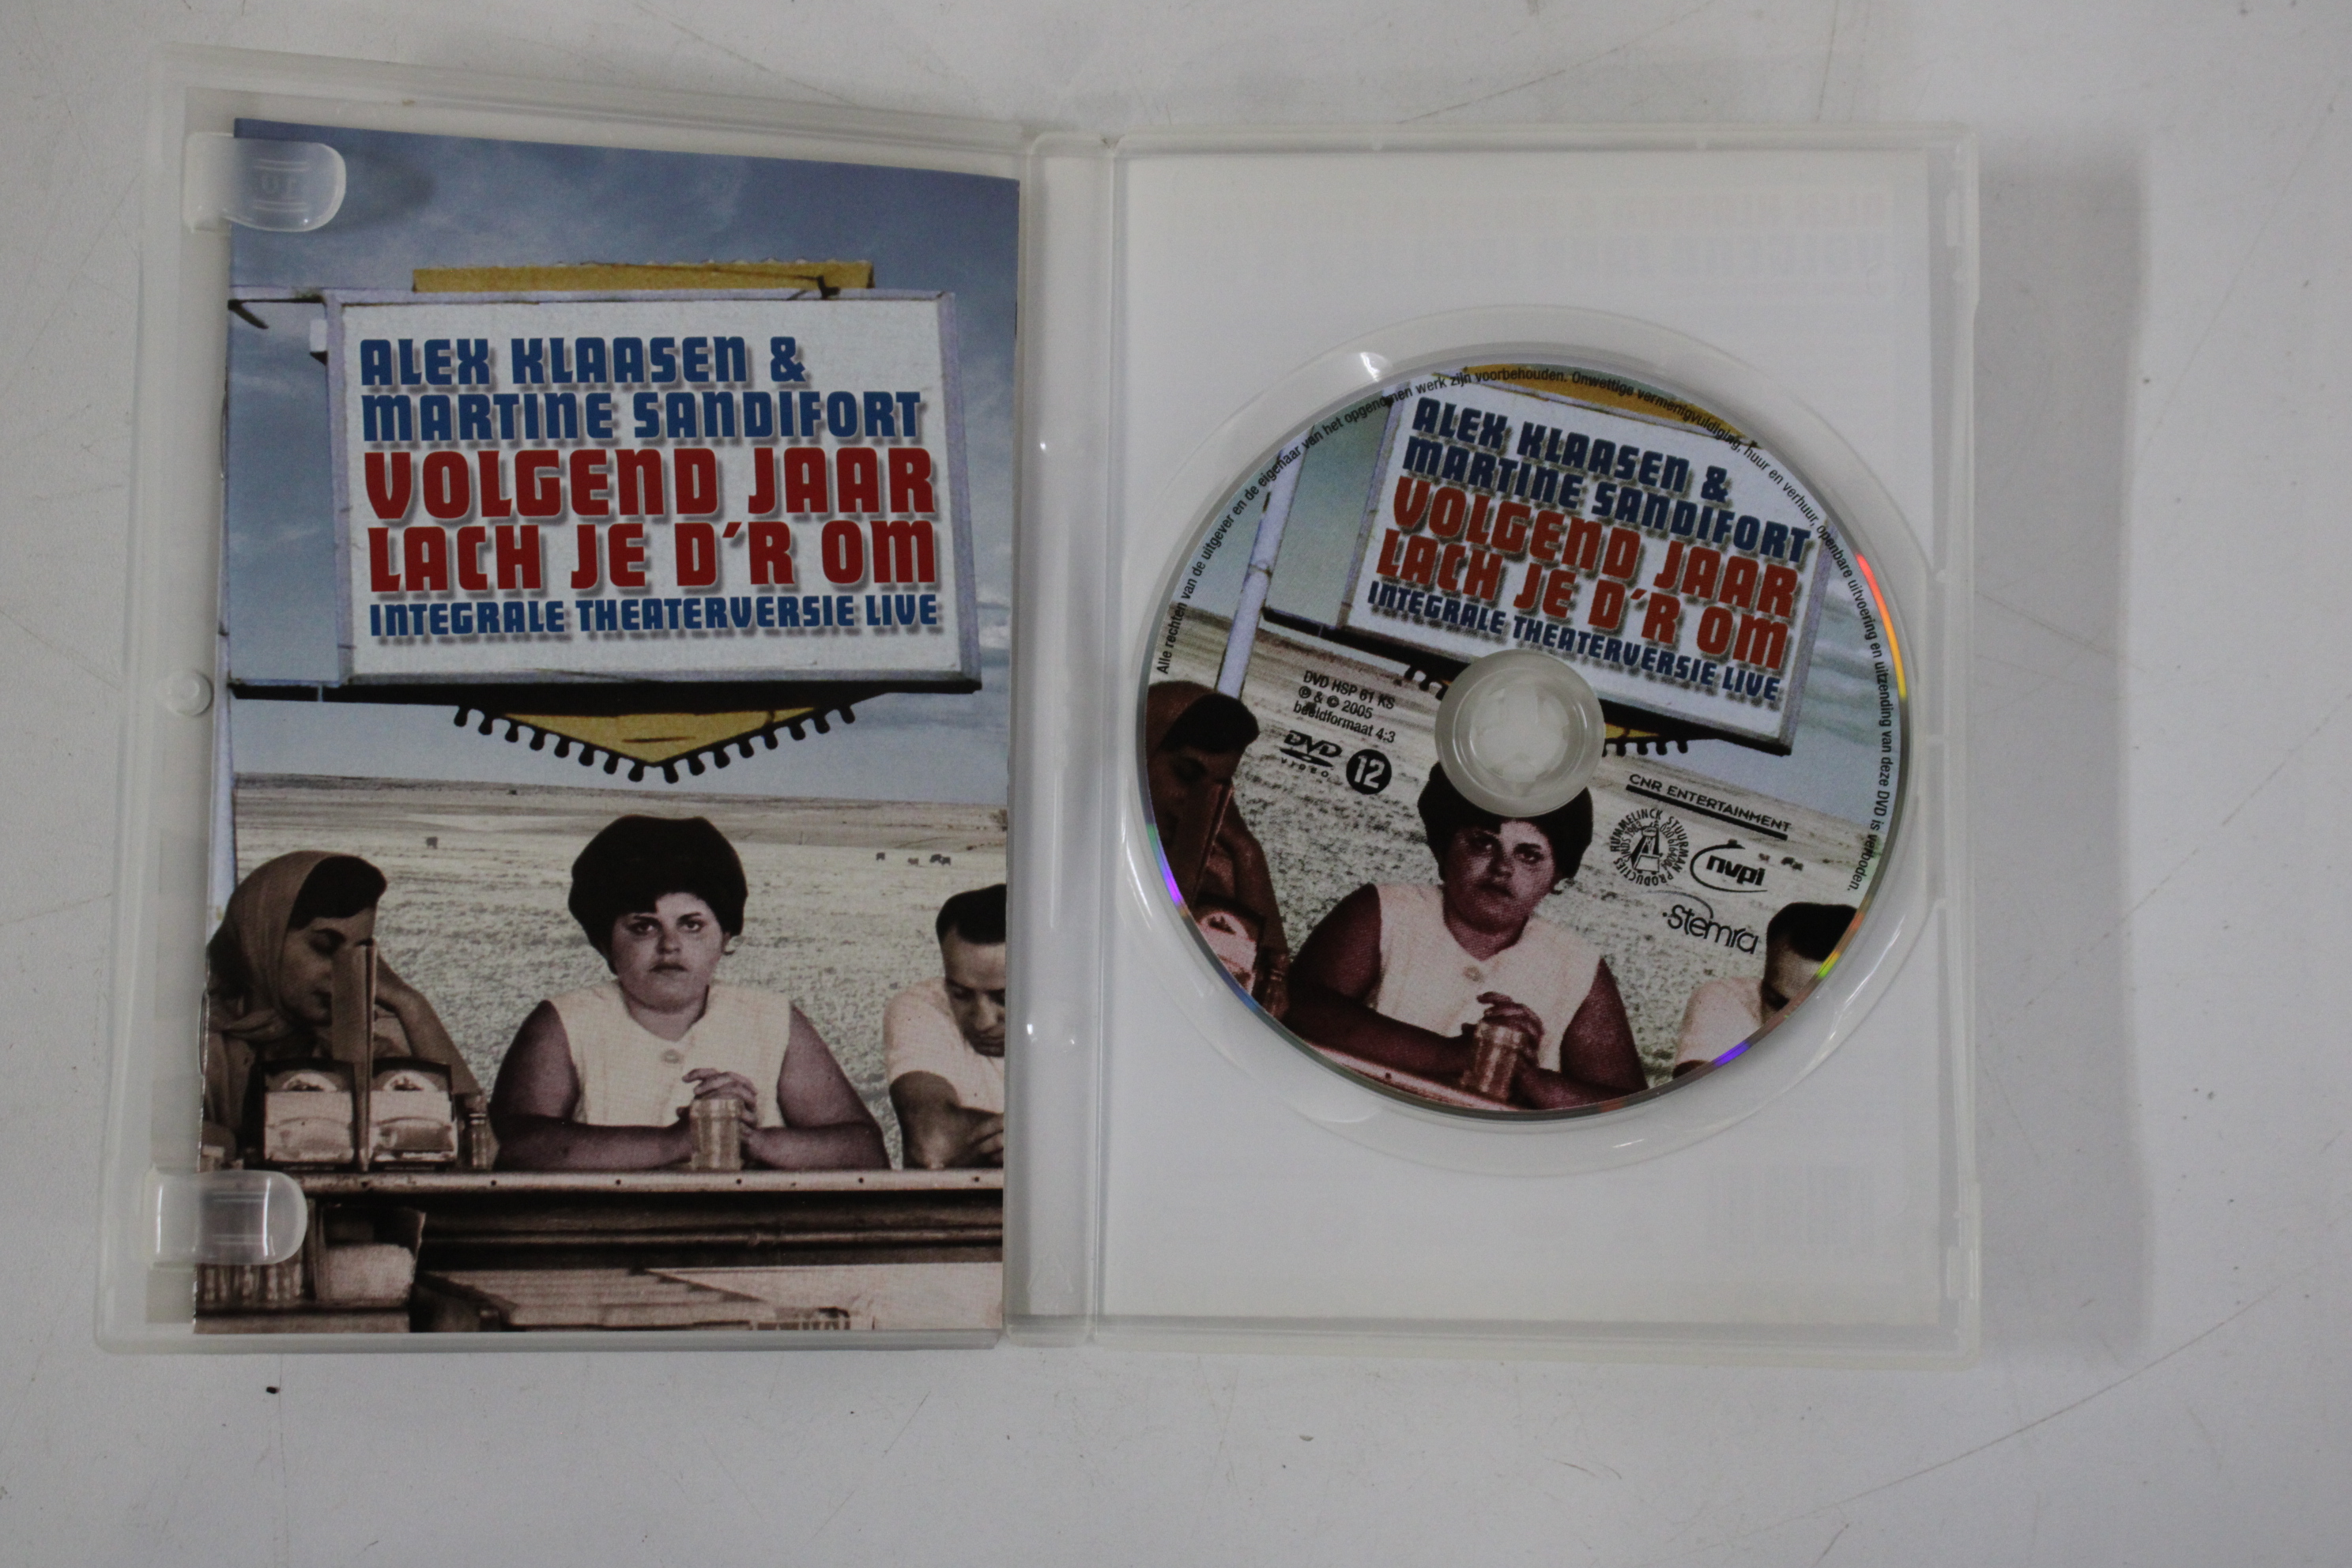 ALEX KLAASEN &
MARTINE SANDIFORT
VOLGEND JAAR
LACH JE D'R OM
INTEGRALE THEATERVERSIE LIVE
Alle rechten van de uitgever en de eigenaar van het opgenomen werk zijn voorbehouden. Onwettige vermenigvuldiging, huur en verhuur, openbare uitvoering en uitzending van deze DVD is verboden.
ALEX KLAASEN &
MARTINE SANDIFORT
VOLGEND JAAR
LACH JE D'R OM
INTEGRALE THEATERVERSIE LIVE
DVD HSP 61 KS
℗ & © 2005
beeldformaat 4:3
DVD
VIDEO
12
CNR ENTERTAINMENT
RUMMELINCK STUURMAN PRODUCTIES
nvpi
stemra